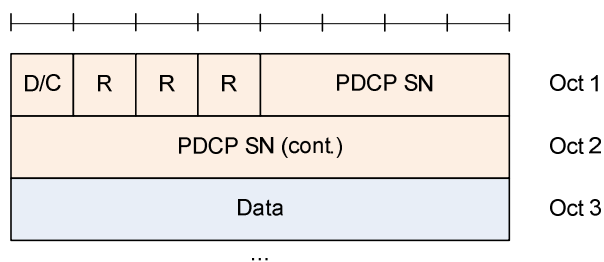 D/C R R R PDCP SN Oct 1
PDCP SN (cont.) Oct 2
Data Oct 3
...